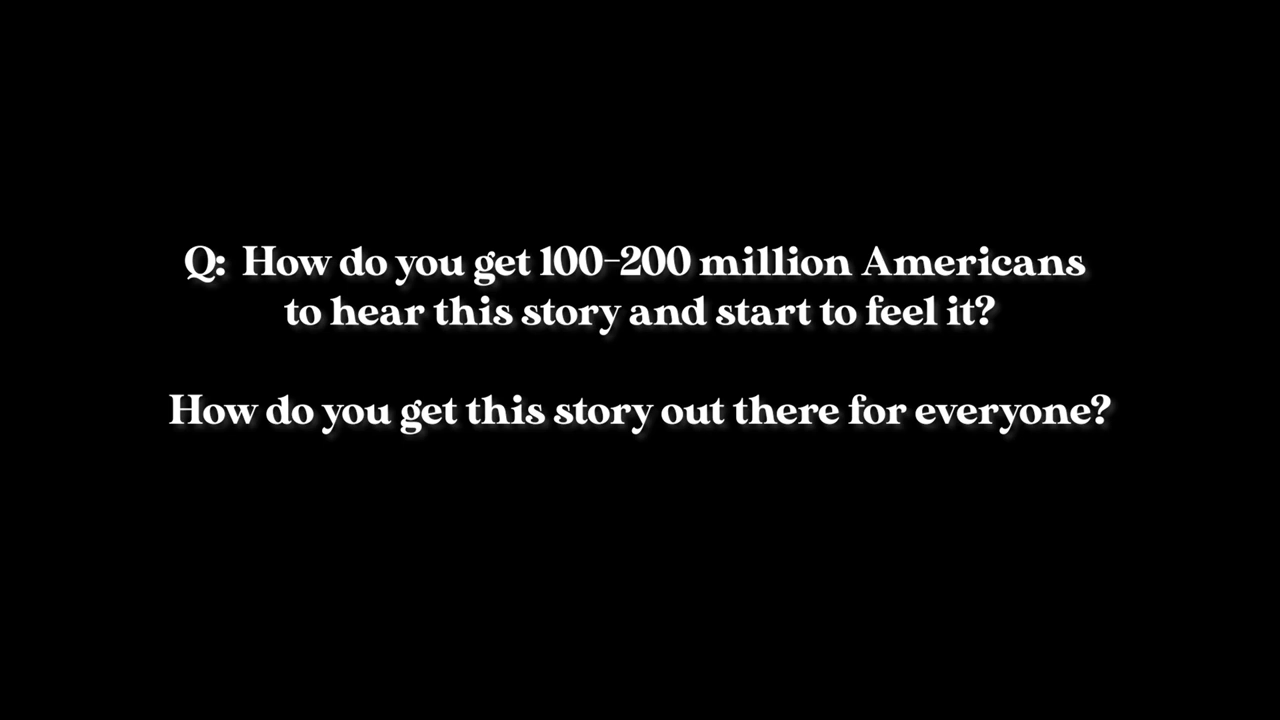 Q: How do you get 100-200 million Americans
to hear this story and start to feel it?
How do you get this story out there for everyone?